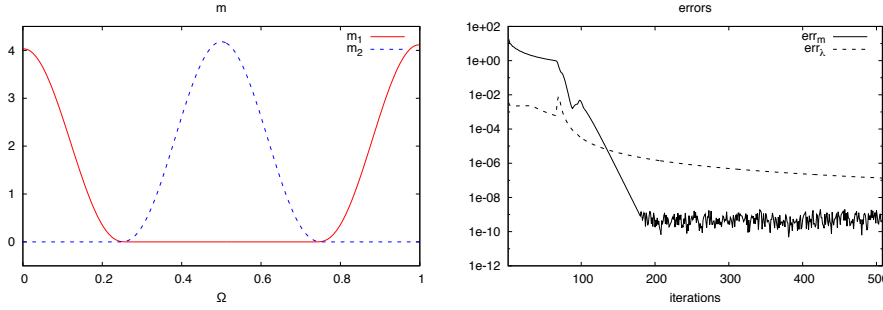 m
m1
m2
4
3
2
1
0
0 0.2 0.4 0.6 0.8 1
Ω
errors
errm
errλ
1e+02
1e+00
1e-02
1e-04
1e-06
1e-08
1e-10
1e-12
100 200 300 400 500
iterations